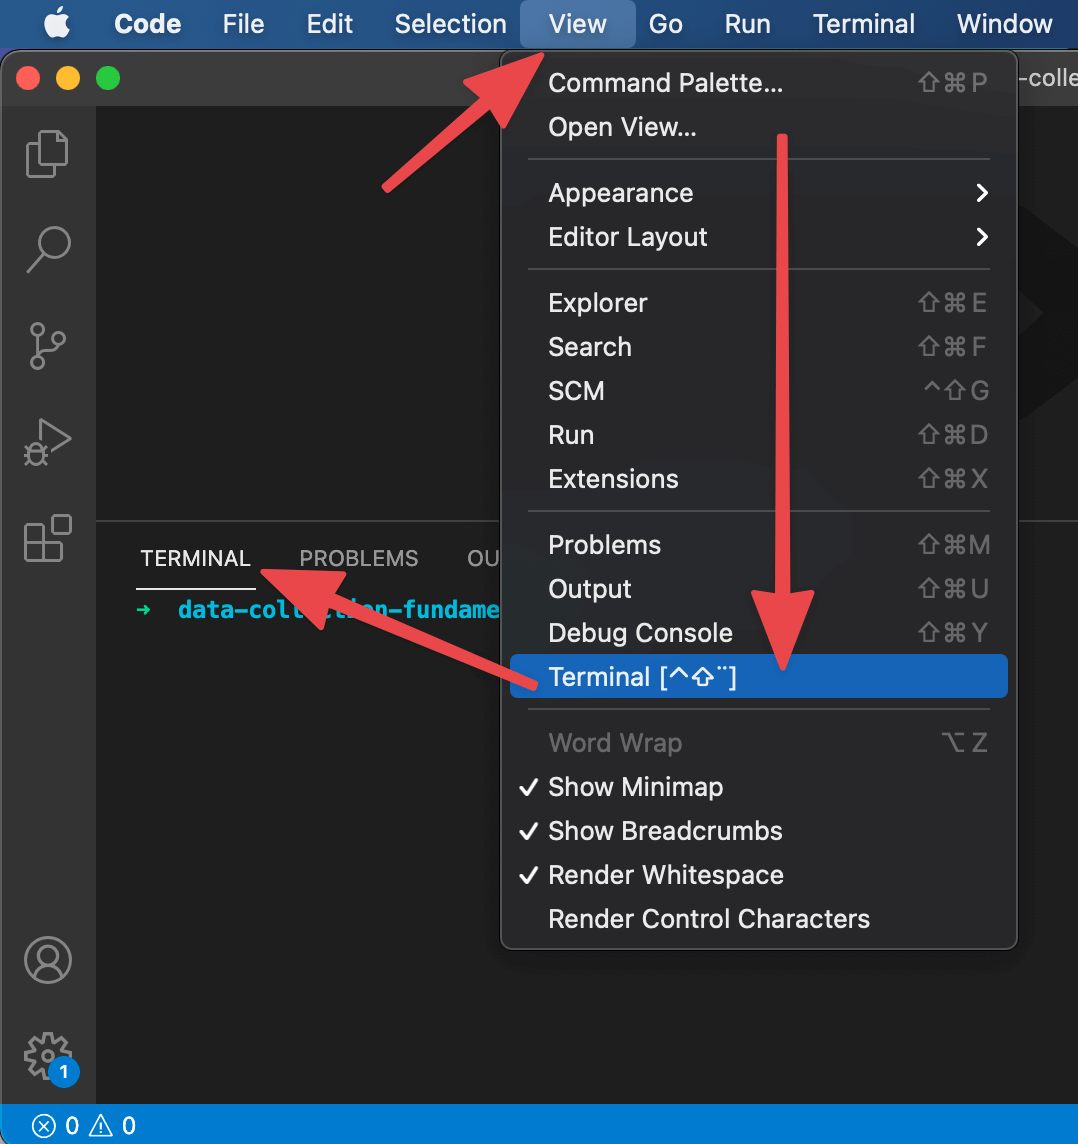 Code File Edit Selection View Go Run Terminal Window
-colle
Command Palette... ⇧⌘P
Open View...
Appearance
Editor Layout
Explorer ⇧⌘E
Search ⇧⌘F
SCM ^⇧G
Run ⇧⌘D
Extensions ⇧⌘X
Problems ⇧⌘M
Output ⇧⌘U
Debug Console ⇧⌘Y
Terminal [^⇧¨]
Word Wrap ⌥Z
✓ Show Minimap
✓ Show Breadcrumbs
✓ Render Whitespace
Render Control Characters
TERMINAL PROBLEMS OU
➜ data-collection-fundame
1
0 0